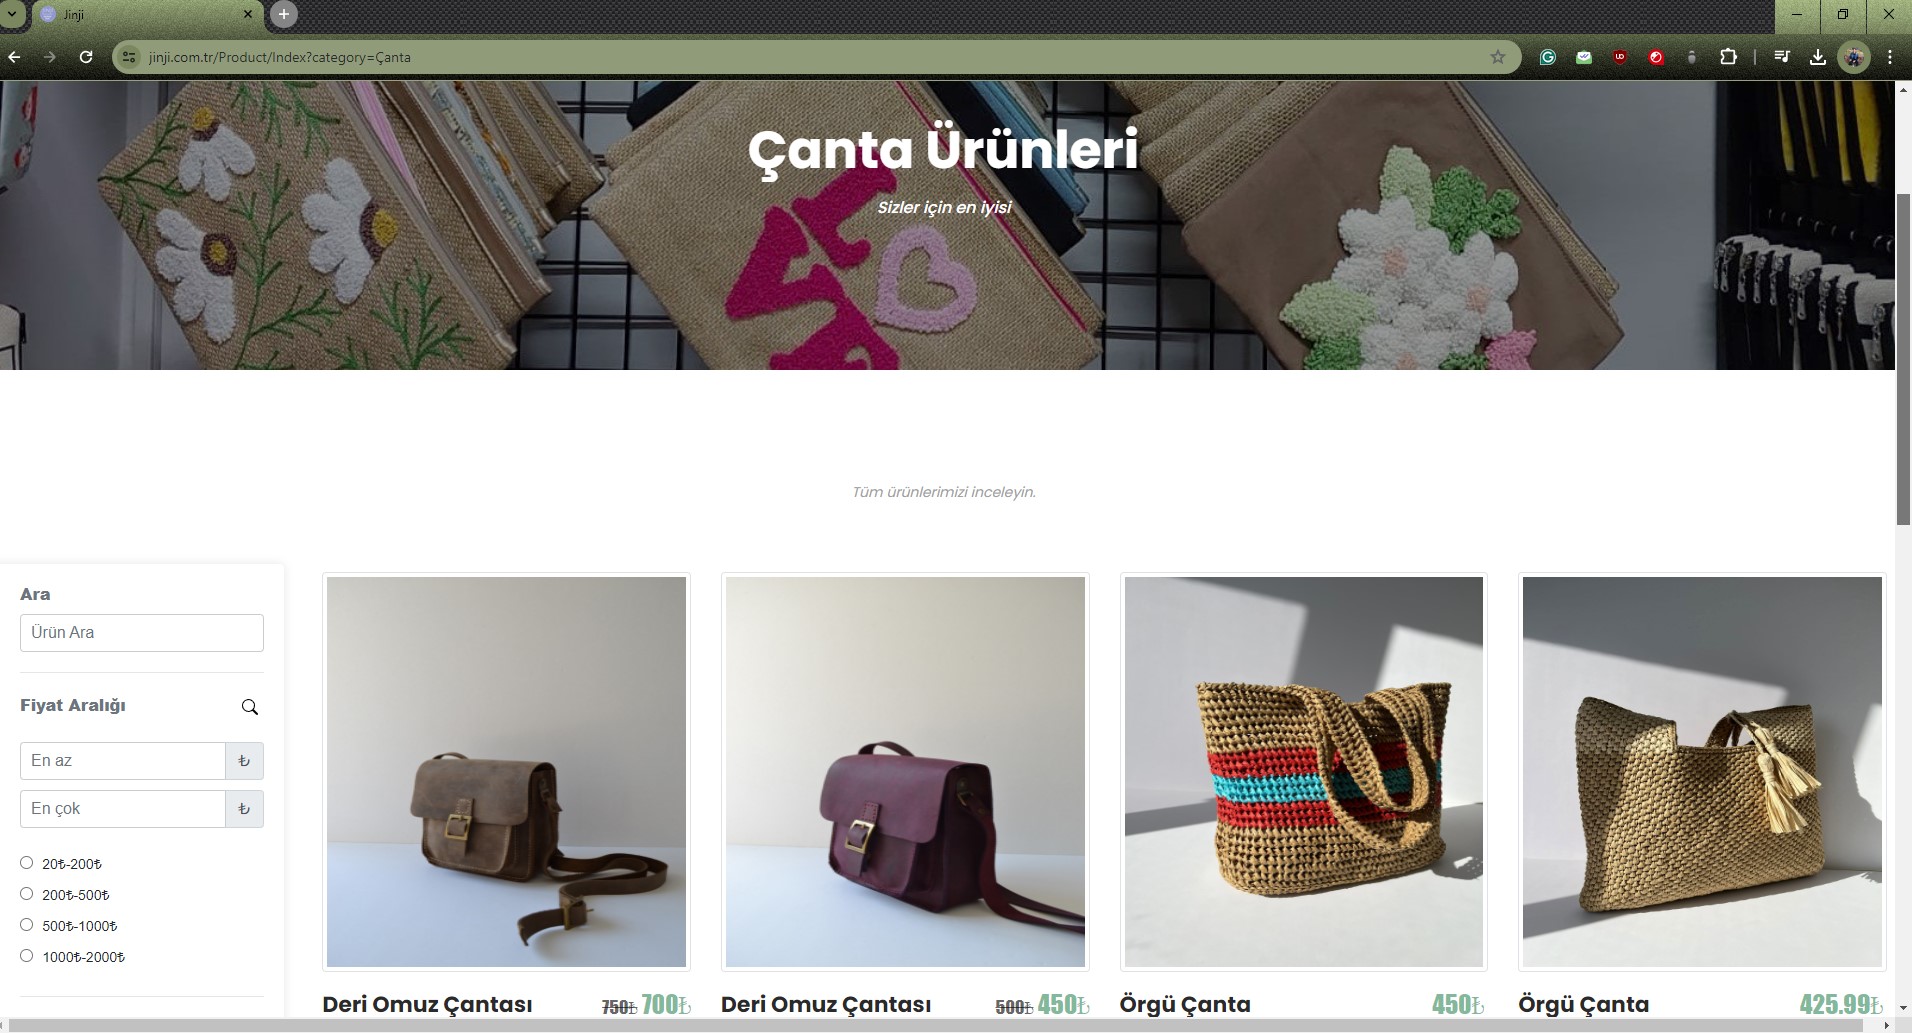 Jinji
jinji.com.tr/Product/Index?category=Çanta
Çanta Ürünleri
Sizler için en iyisi
Tüm ürünlerimizi inceleyin.
Ara
Ürün Ara
Fiyat Aralığı
En az ₺
En çok ₺
20₺-200₺
200₺-500₺
500₺-1000₺
1000₺-2000₺
Deri Omuz Çantası 750₺ 700₺
Deri Omuz Çantası 500₺ 450₺
Örgü Çanta 450₺
Örgü Çanta 425.99₺